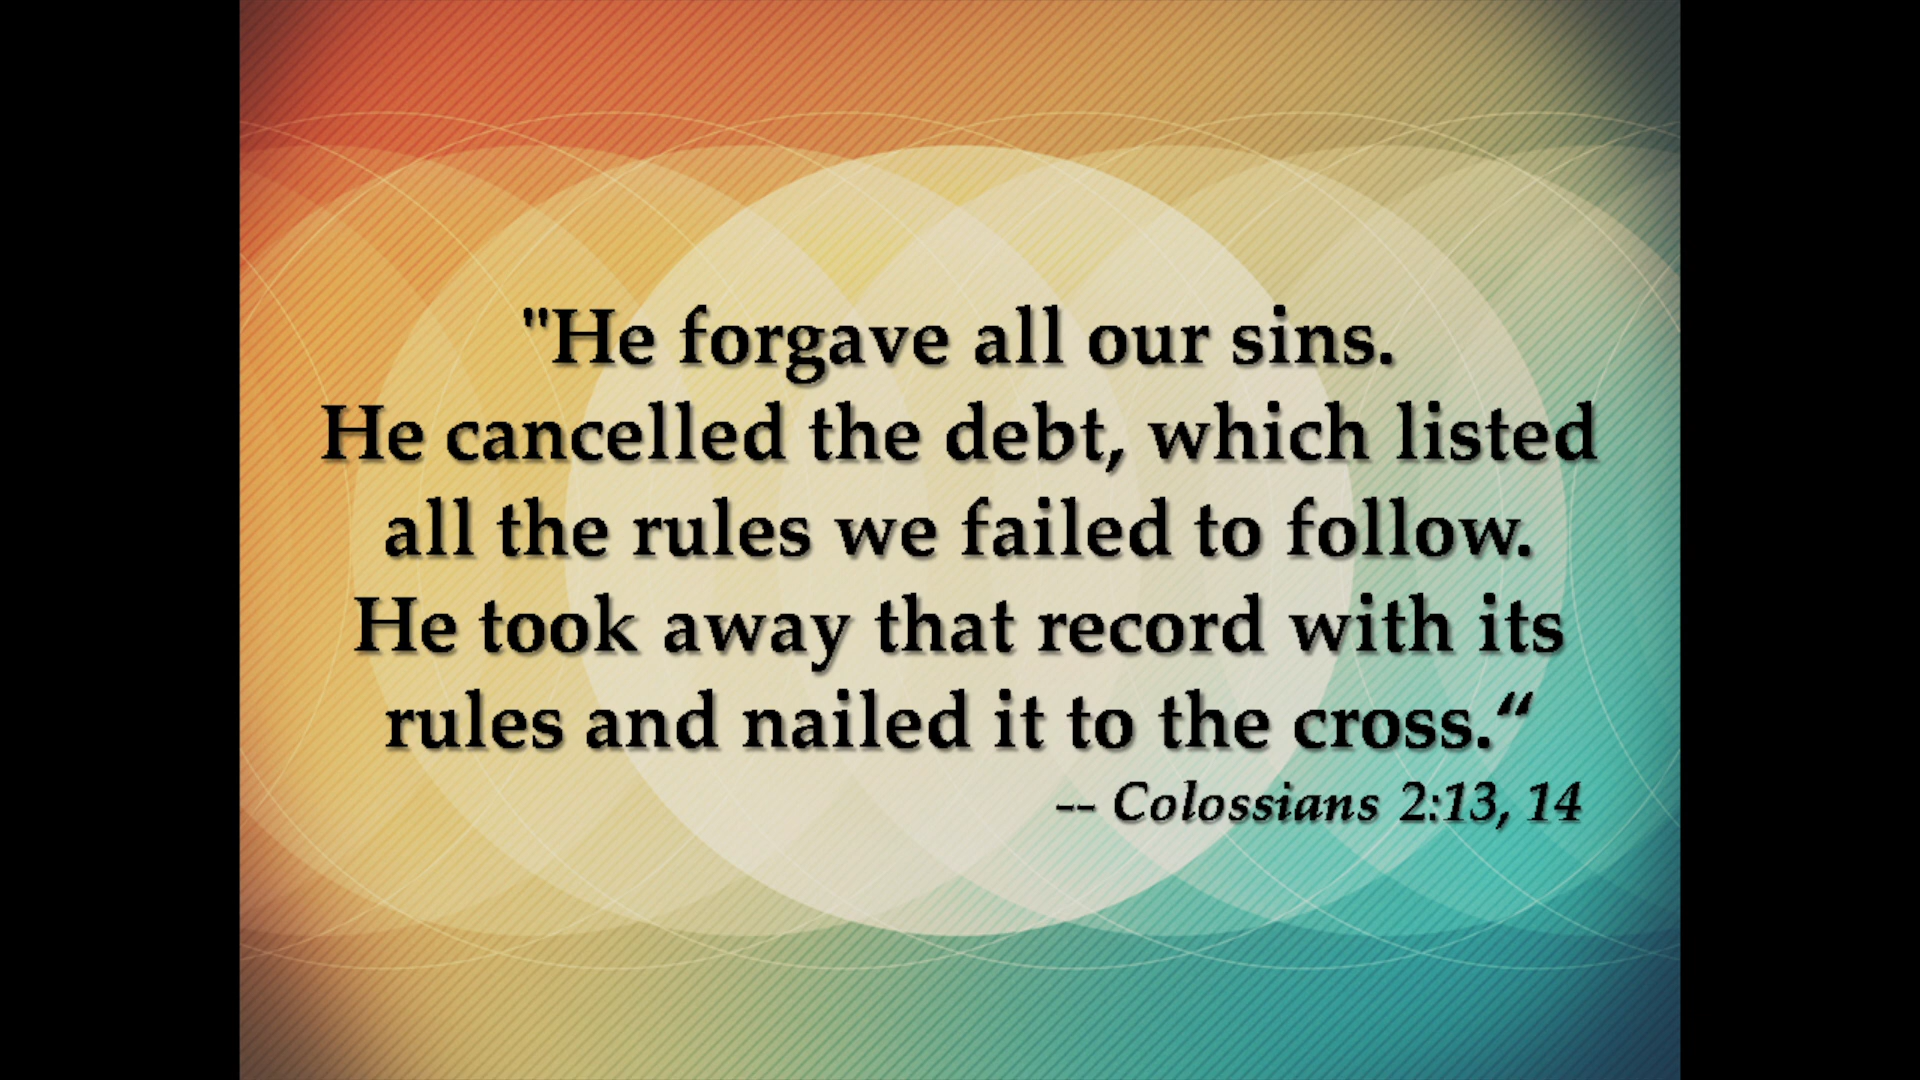 "He forgave all our sins.
He cancelled the debt, which listed
all the rules we failed to follow.
He took away that record with its
rules and nailed it to the cross.“
-- Colossians 2:13, 14